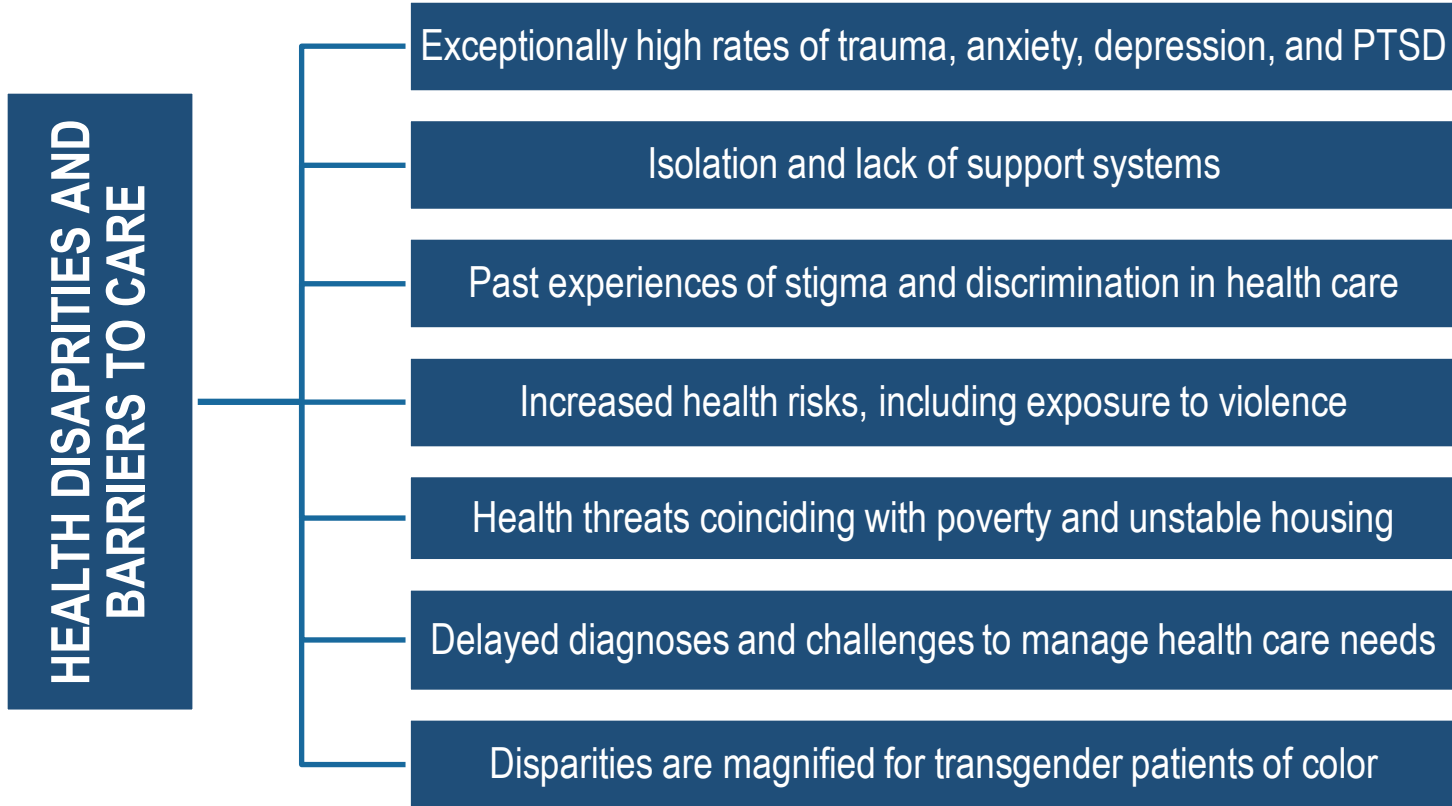 HEALTH DISAPRITIES AND
BARRIERS TO CARE
Exceptionally high rates of trauma, anxiety, depression, and PTSD
Isolation and lack of support systems
Past experiences of stigma and discrimination in health care
Increased health risks, including exposure to violence
Health threats coinciding with poverty and unstable housing
Delayed diagnoses and challenges to manage health care needs
Disparities are magnified for transgender patients of color